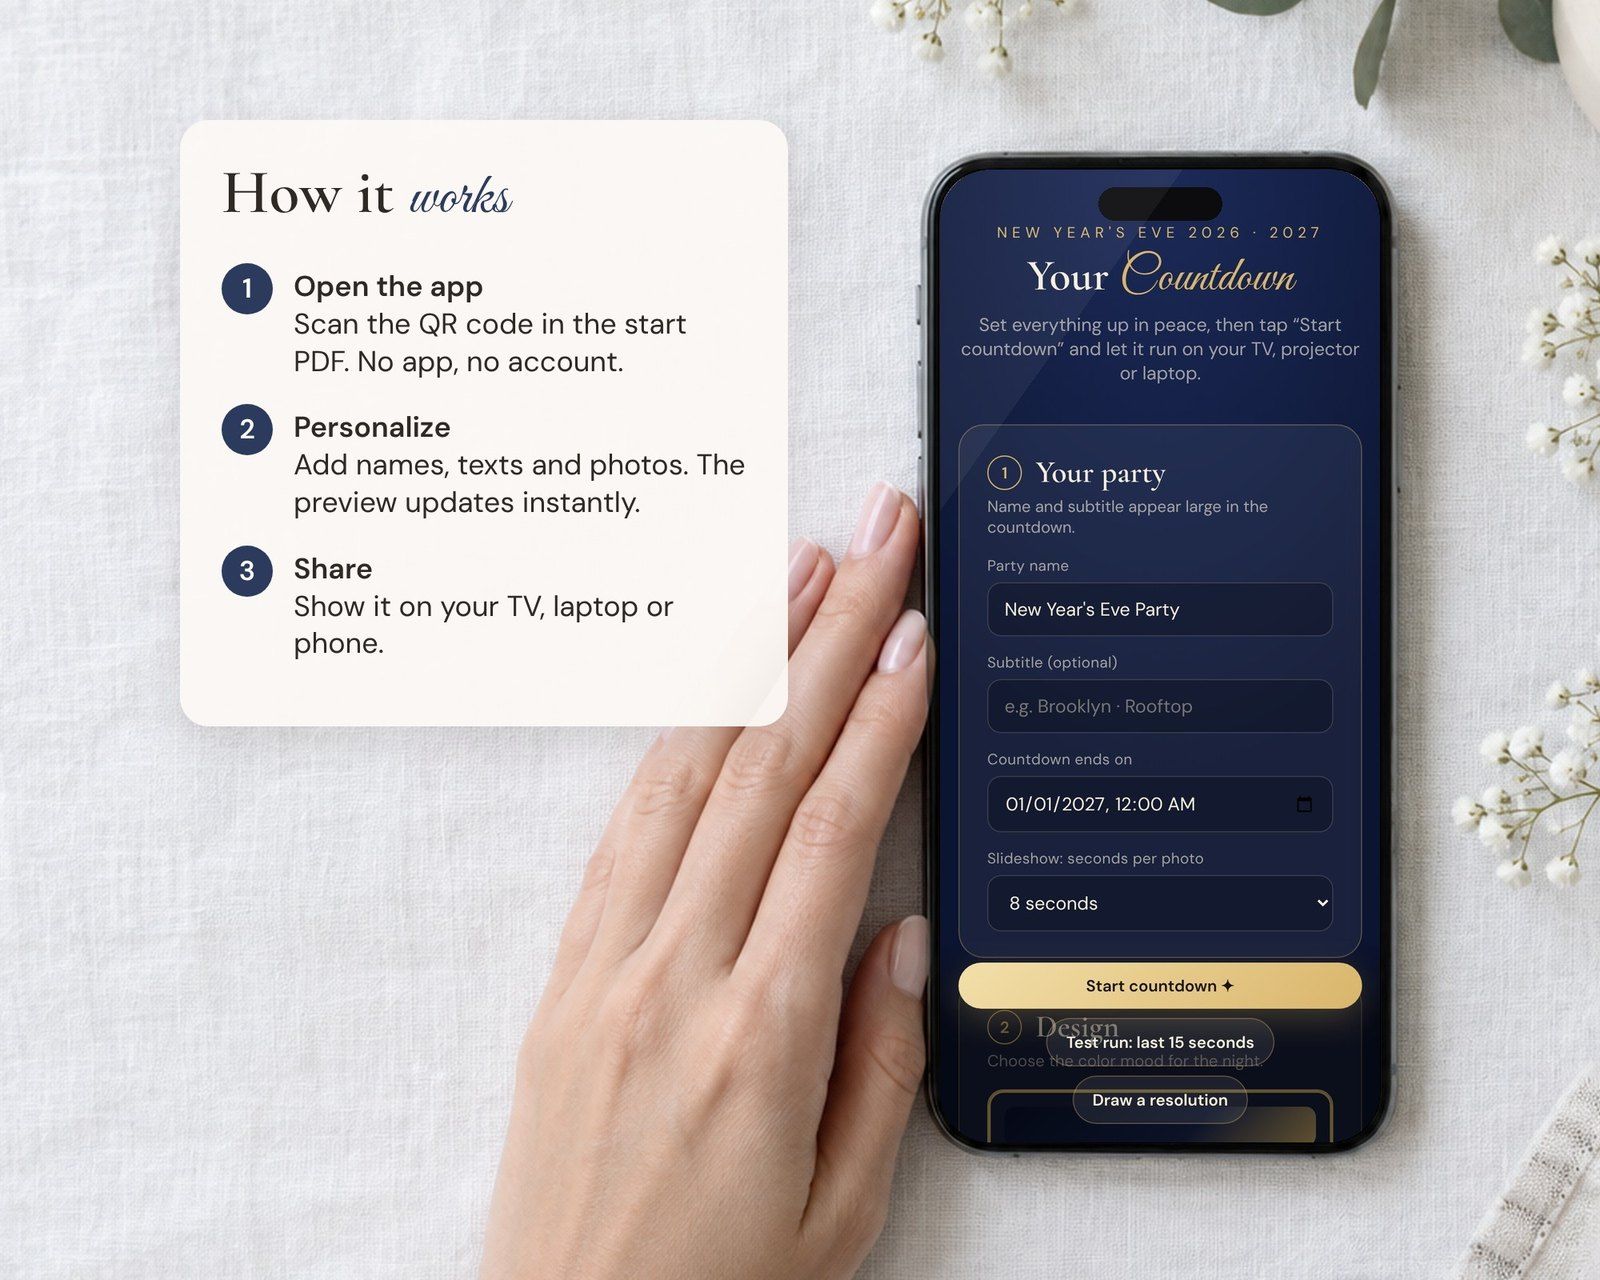 How it works
1
Open the app
Scan the QR code in the start
PDF. No app, no account.
2
Personalize
Add names, texts and photos. The
preview updates instantly.
3
Share
Show it on your TV, laptop or
phone.
NEW YEAR'S EVE 2026 · 2027
Your Countdown
Set everything up in peace, then tap “Start
countdown” and let it run on your TV, projector
or laptop.
1 Your party
Name and subtitle appear large in the
countdown.
Party name
New Year's Eve Party
Subtitle (optional)
e.g. Brooklyn · Rooftop
Countdown ends on
01/01/2027, 12:00 AM
Slideshow: seconds per photo
8 seconds
Start countdown ✦
2 Design
Test run: last 15 seconds
Choose the color mood for the night.
Draw a resolution